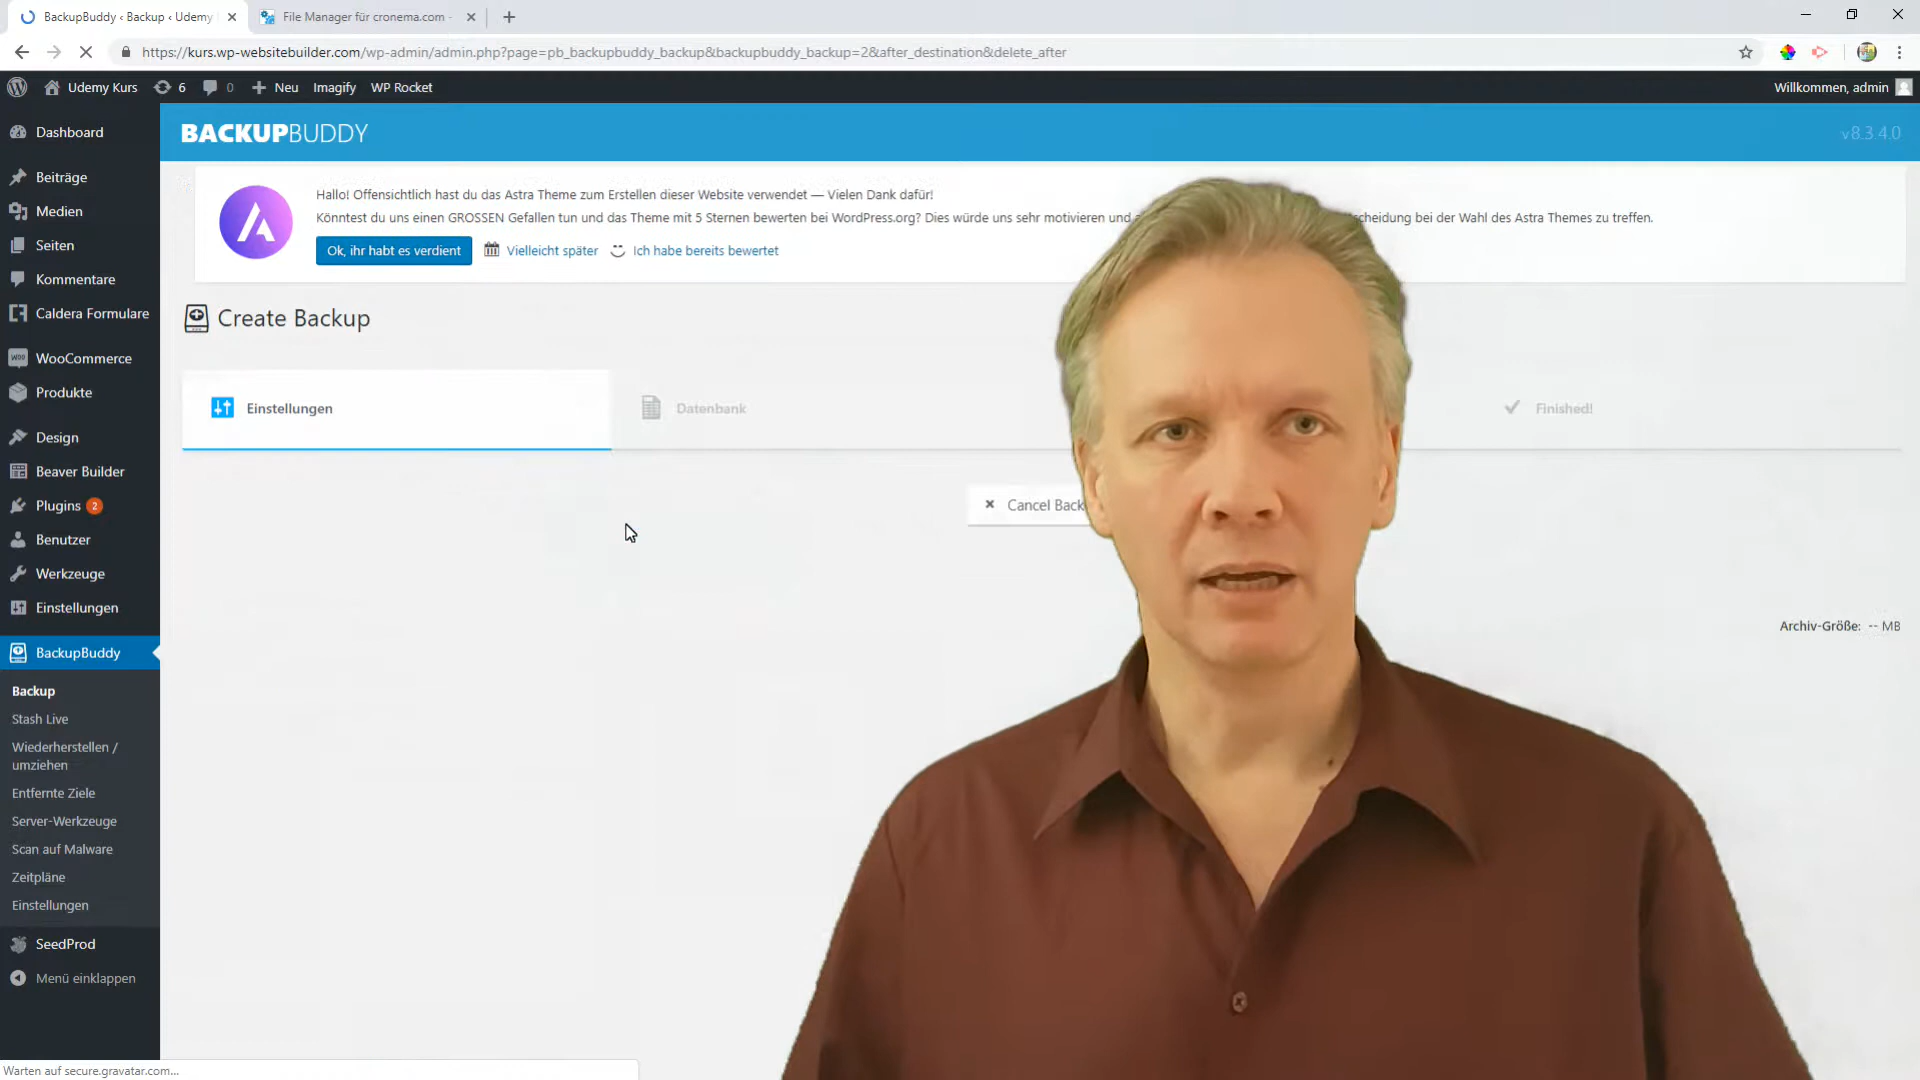 BackupBuddy ‹ Backup ‹ Udemy
File Manager für cronema.com -
https://kurs.wp-websitebuilder.com/wp-admin/admin.php?page=pb_backupbuddy_backup&backupbuddy_backup=2&after_destination&delete_after
Udemy Kurs
6
0
Neu
Imagify
WP Rocket
Willkommen, admin
Dashboard
Beiträge
Medien
Seiten
Kommentare
Caldera Formulare
WooCommerce
Produkte
Design
Beaver Builder
Plugins 2
Benutzer
Werkzeuge
Einstellungen
BackupBuddy
Backup
Stash Live
Wiederherstellen /
umziehen
Entfernte Ziele
Server-Werkzeuge
Scan auf Malware
Zeitpläne
Einstellungen
SeedProd
Menü einklappen
BACKUPBUDDY
v8.3.4.0
Hallo! Offensichtlich hast du das Astra Theme zum Erstellen dieser Website verwendet — Vielen Dank dafür!
Könntest du uns einen GROSSEN Gefallen tun und das Theme mit 5 Sternen bewerten bei WordPress.org? Dies würde uns sehr motivieren und bei der Wahl des Astra Themes zu treffen.
Ok, ihr habt es verdient
Vielleicht später
Ich habe bereits bewertet
Create Backup
Einstellungen
Datenbank
Finished!
Cancel Back
Archiv-Größe: -- MB
Warten auf secure.gravatar.com...